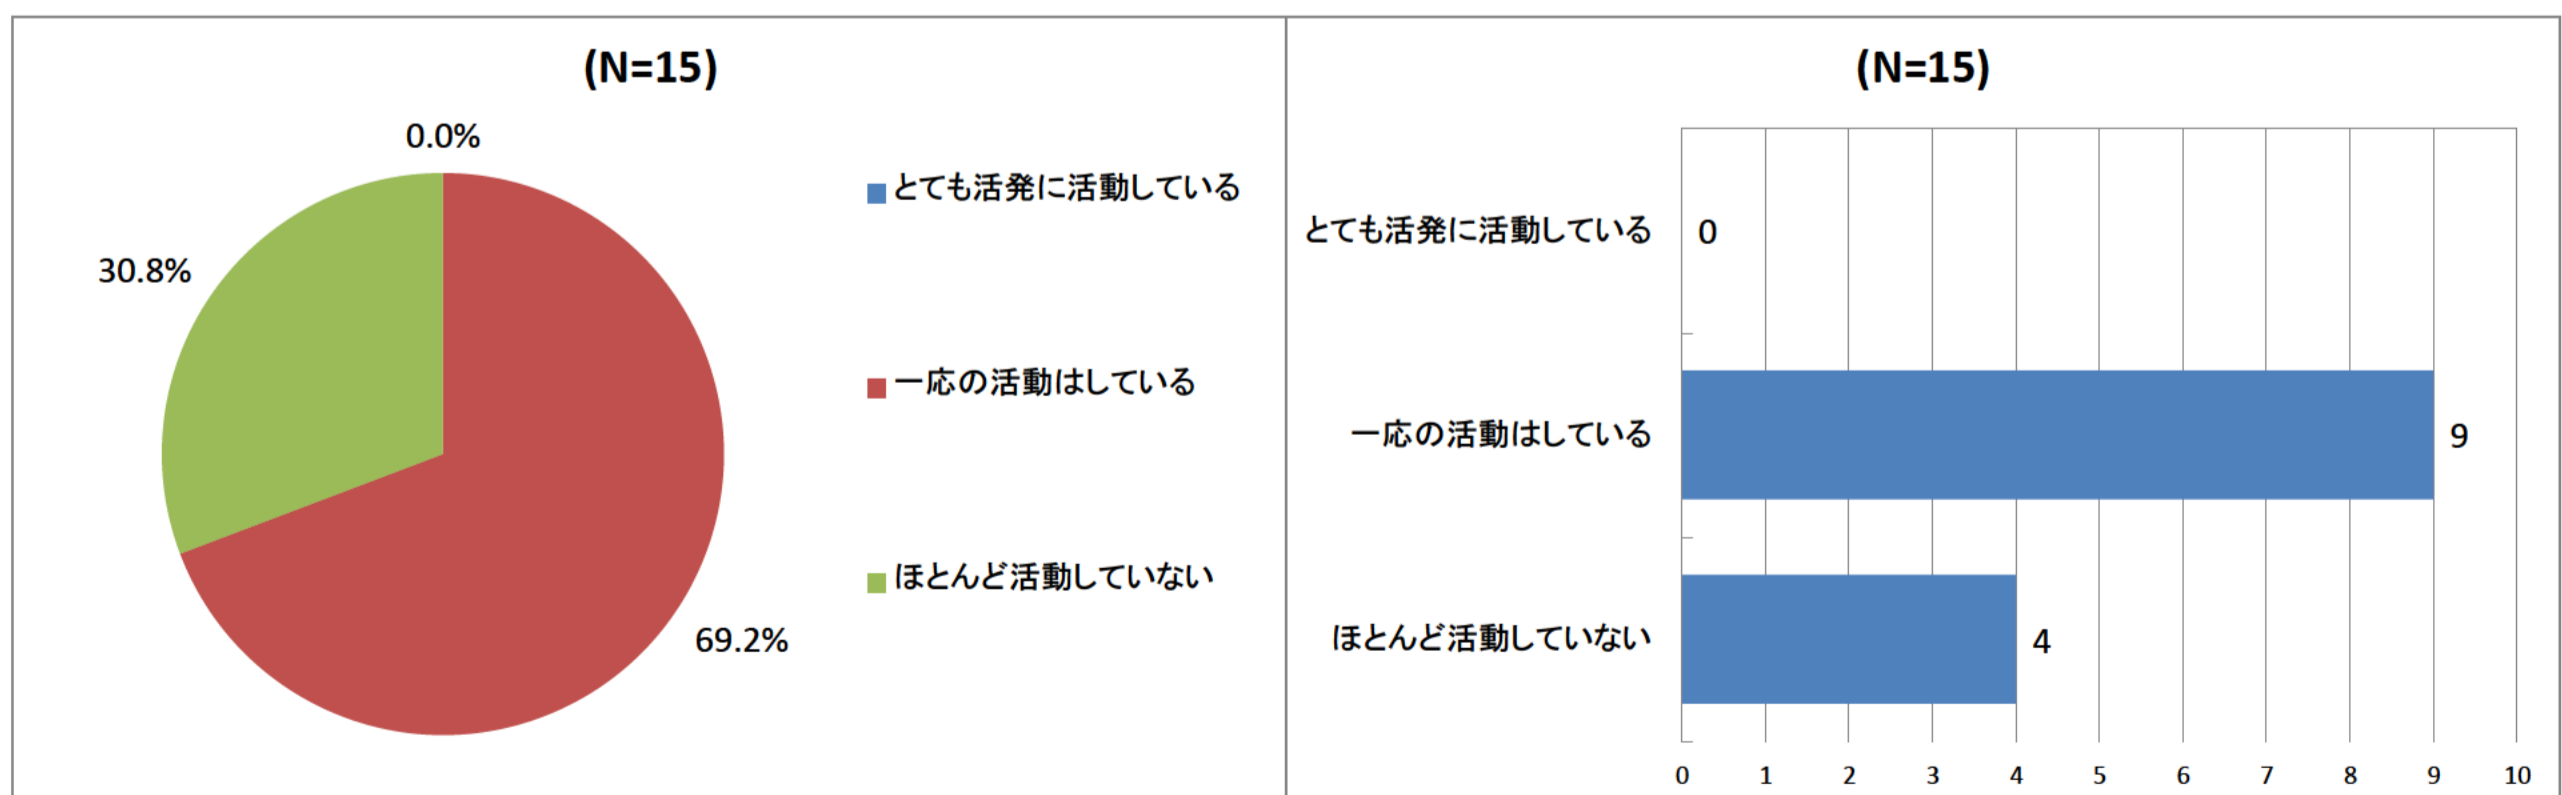 (N=15)
0.0%
30.8%
69.2%
とても活発に活動している
一応の活動はしている
ほとんど活動していない
(N=15)
とても活発に活動している 0
一応の活動はしている 9
ほとんど活動していない 4
0 1 2 3 4 5 6 7 8 9 10